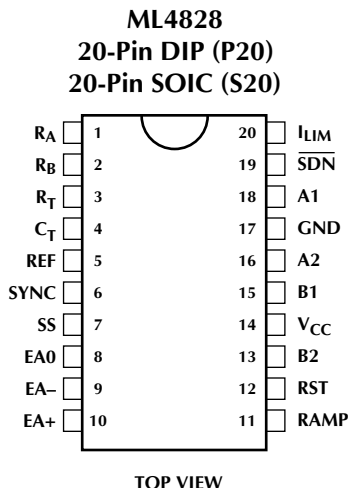 ML4828
20-Pin DIP (P20)
20-Pin SOIC (S20)
RA 1 20 ILIM
RB 2 19 SDN
RT 3 18 A1
CT 4 17 GND
REF 5 16 A2
SYNC 6 15 B1
SS 7 14 VCC
EA0 8 13 B2
EA– 9 12 RST
EA+ 10 11 RAMP
TOP VIEW